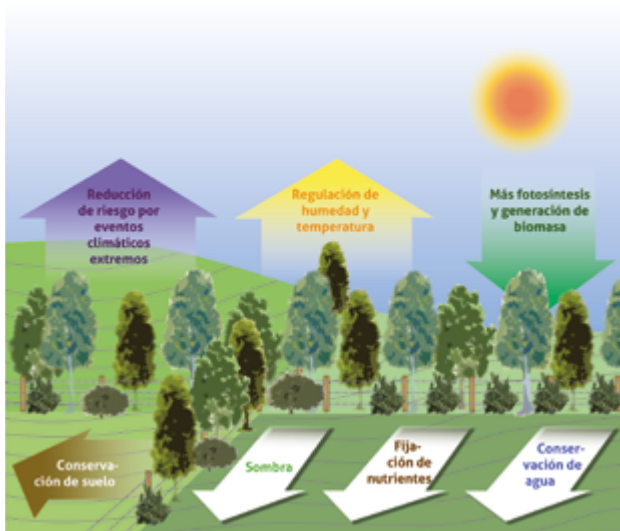 Reducción
de riesgo por
eventos
climáticos
extremos
Regulación de
humedad y
temperatura
Más fotosíntesis
y generación de
biomasa
Conserva-
ción de suelo
Sombra
Fija-
ción de
nutrientes
Conser-
vación de
agua